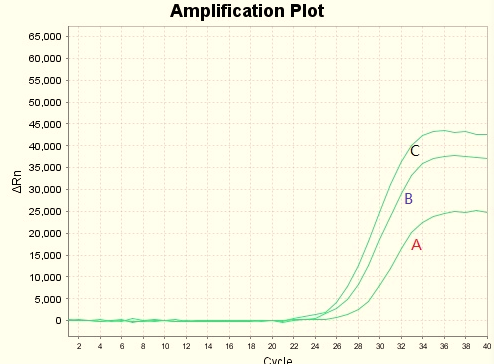 Amplification Plot
65,000
60,000
55,000
50,000
45,000
40,000
35,000
30,000
25,000
20,000
15,000
10,000
5,000
0
ΔRn
C
B
A
2 4 6 8 10 12 14 16 18 20 22 24 26 28 30 32 34 36 38 40
Cycle